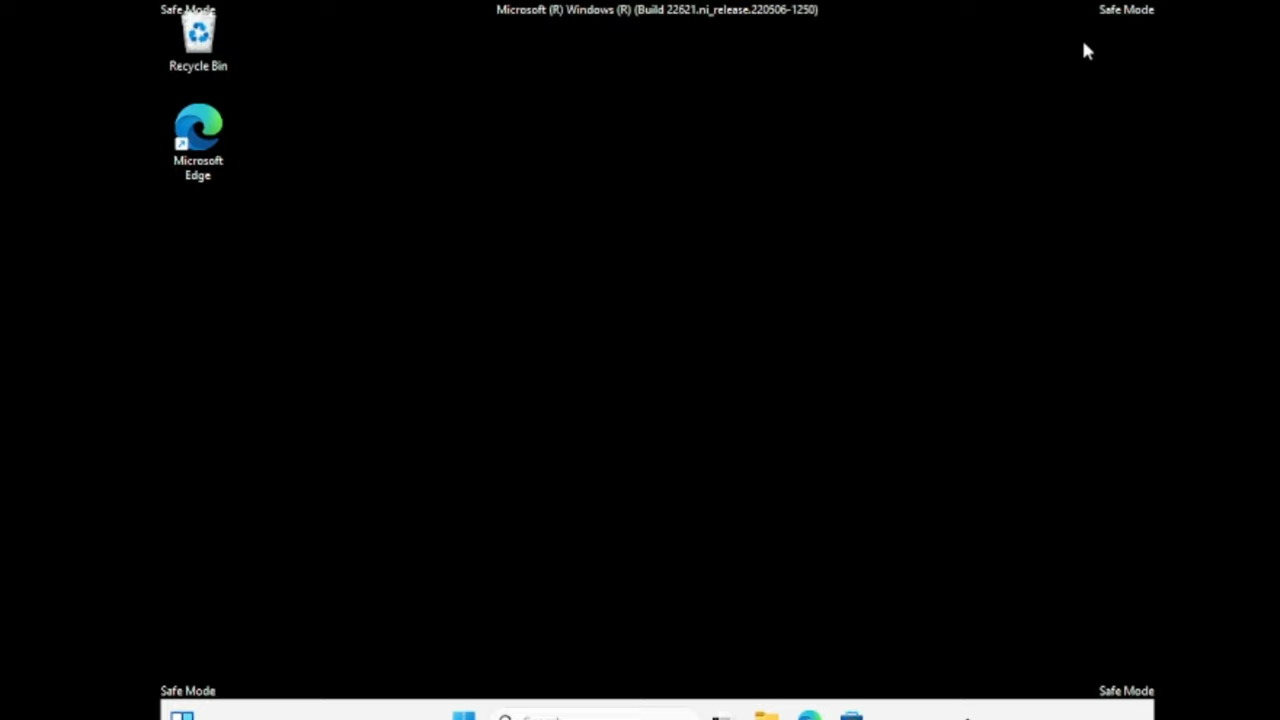 Safe Mode
Microsoft (R) Windows (R) (Build 22621.ni_release.220506-1250)
Safe Mode
Recycle Bin
Microsoft
Edge
Safe Mode
Safe Mode